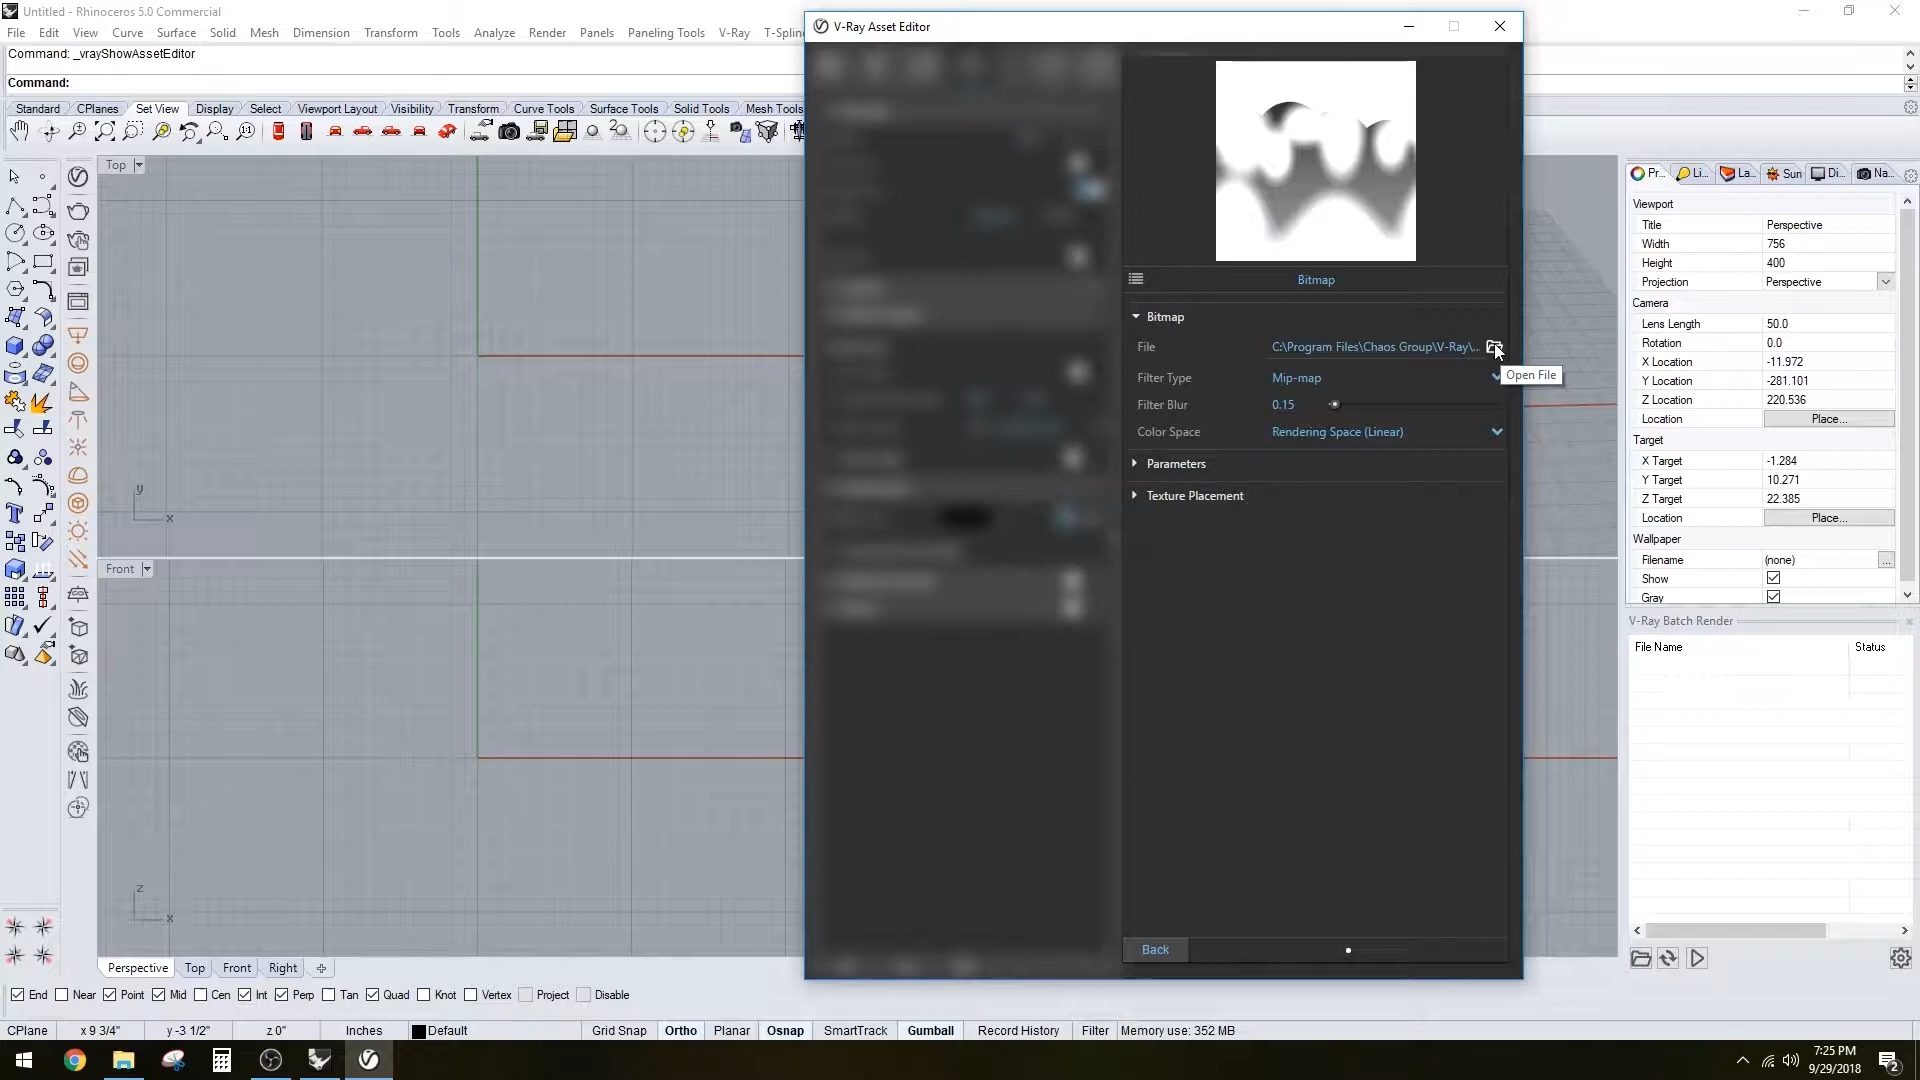 Untitled - Rhinoceros 5.0 Commercial
File Edit View Curve Surface Solid Mesh Dimension Transform Tools Analyze Render Panels Paneling Tools V-Ray T-Splin
Command: _vrayShowAssetEditor
Command:
Standard CPlanes Set View Display Select Viewport Layout Visibility Transform Curve Tools Surface Tools Solid Tools Mesh Tools
Top
y
x
Front
z
x
V-Ray Asset Editor
Bitmap
Bitmap
File C:\Program Files\Chaos Group\V-Ray\...
Open File
Filter Type Mip-map
Filter Blur 0.15
Color Space Rendering Space (Linear)
Parameters
Texture Placement
Back
Pr... Li... La... Sun Di... Na...
Viewport
Title Perspective
Width 756
Height 400
Projection Perspective
Camera
Lens Length 50.0
Rotation 0.0
X Location -11.972
Y Location -281.101
Z Location 220.536
Location Place...
Target
X Target -1.284
Y Target 10.271
Z Target 22.385
Location Place...
Wallpaper
Filename (none) ...
Show
Gray
V-Ray Batch Render
File Name Status
Perspective Top Front Right
End Near Point Mid Cen Int Perp Tan Quad Knot Vertex Project Disable
CPlane x 9 3/4" y -3 1/2" z 0" Inches Default Grid Snap Ortho Planar Osnap SmartTrack Gumball Record History Filter Memory use: 352 MB
7:25 PM
9/29/2018
2